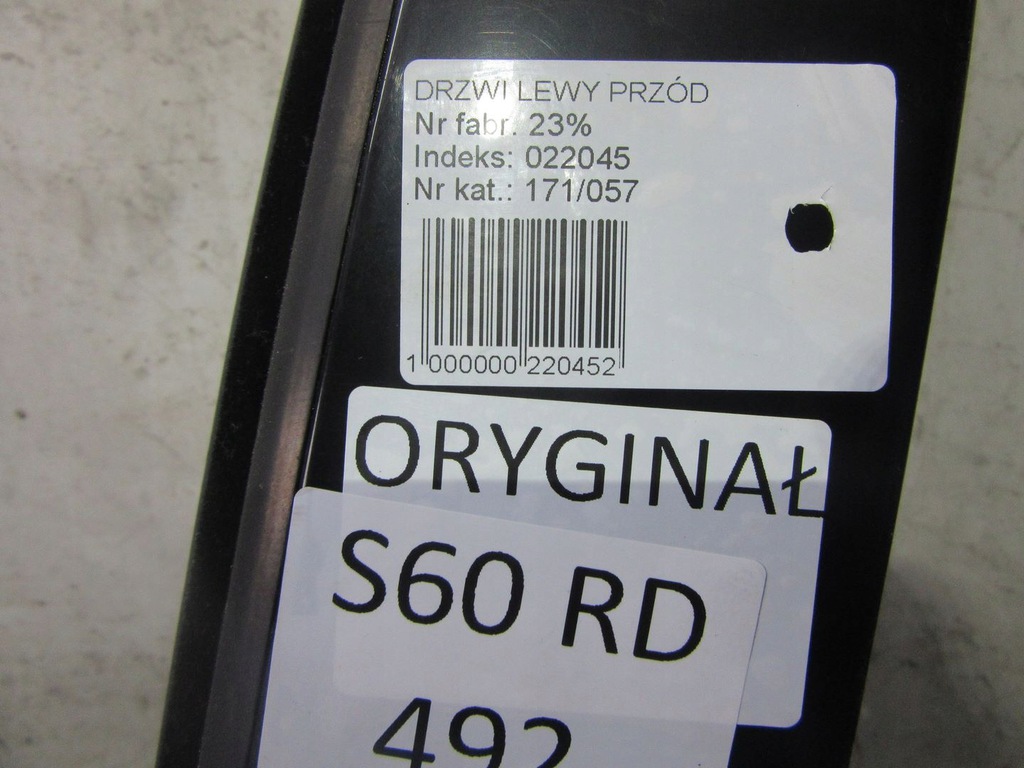 DRZWI LEWY PRZÓD
Nr fabr. 23%
Indeks: 022045
Nr kat.: 171/057
1 000000 220452
ORYGINAŁ
S60 RD
492